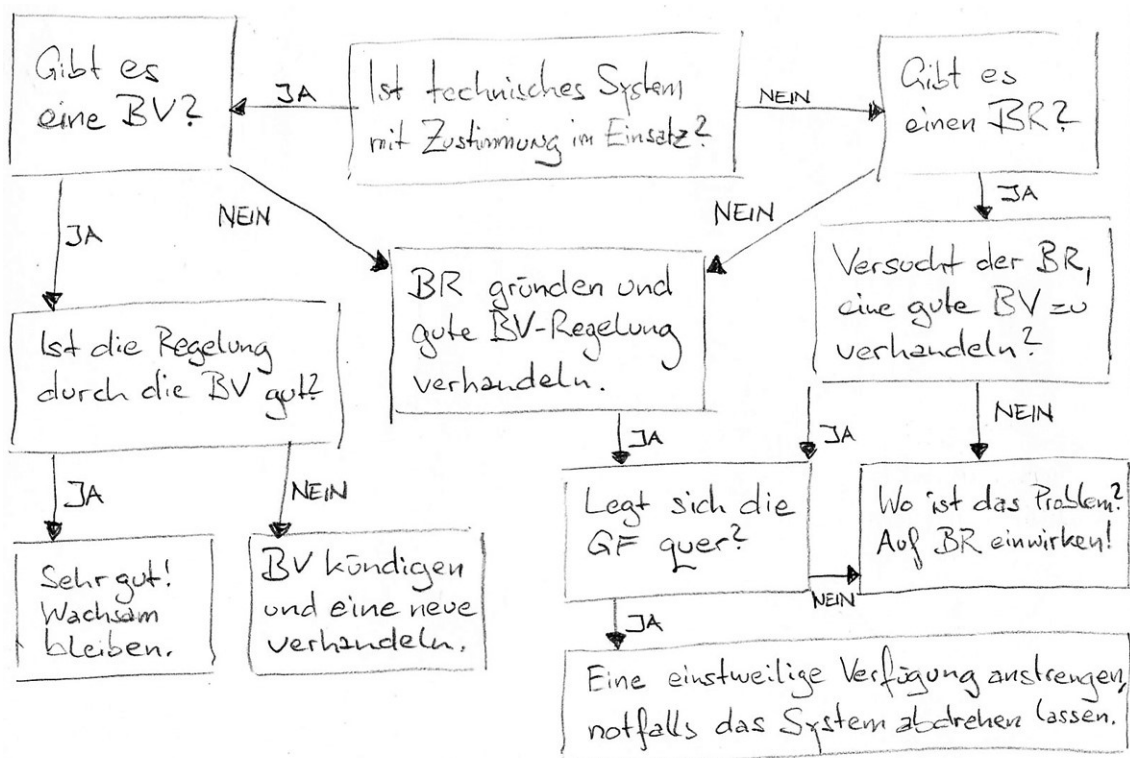 Gibt es
eine BV?
JA
Ist technisches System
mit Zustimmung im Einsatz?
NEIN
Gibt es
einen BR?
JA
NEIN
NEIN
JA
BR gründen und
gute BV-Regelung
verhandeln.
Versucht der BR,
eine gute BV zu
verhandeln?
Ist die Regelung
durch die BV gut?
JA
NEIN
JA
JA
NEIN
Sehr gut!
Wachsam
bleiben.
BV kündigen
und eine neue
verhandeln.
Legt sich die
GF quer?
NEIN
Wo ist das Problem?
Auf BR einwirken!
JA
Eine einstweilige Verfügung anstrengen,
notfalls das System abdrehen lassen.